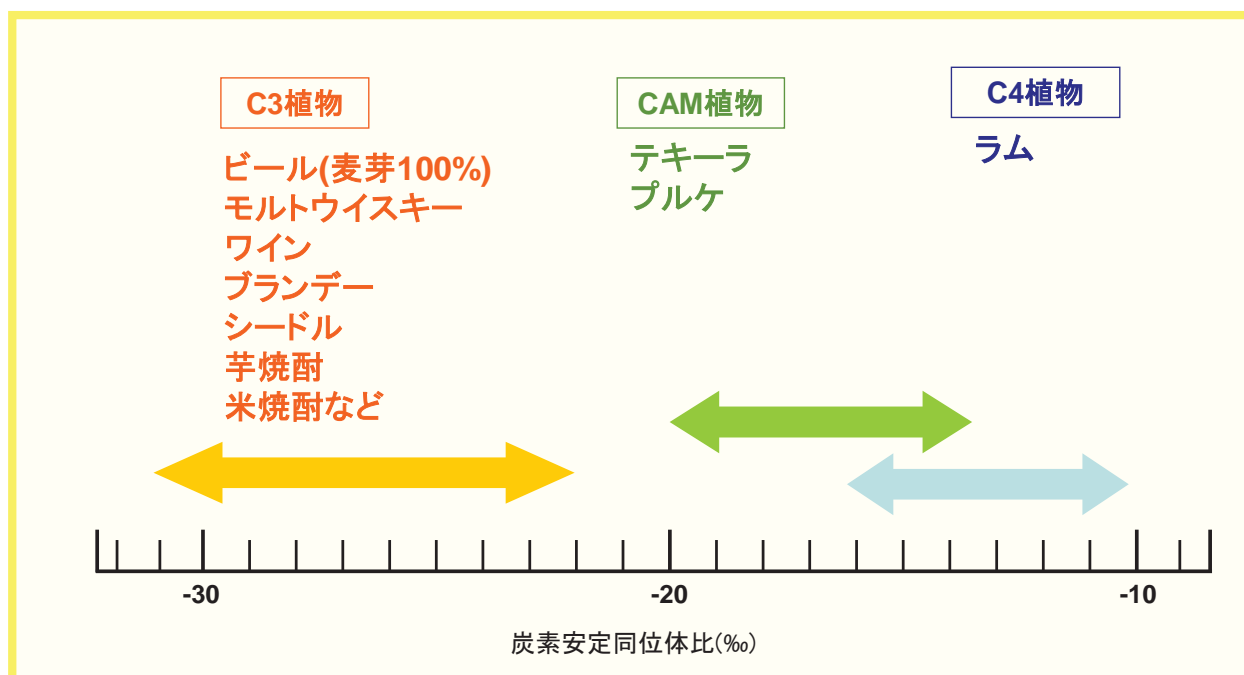 C3植物
ビール(麦芽100%)
モルトウイスキー
ワイン
ブランデー
シードル
芋焼酎
米焼酎など
CAM植物
テキーラ
プルケ
C4植物
ラム
-30
-20
-10
炭素安定同位体比(‰)